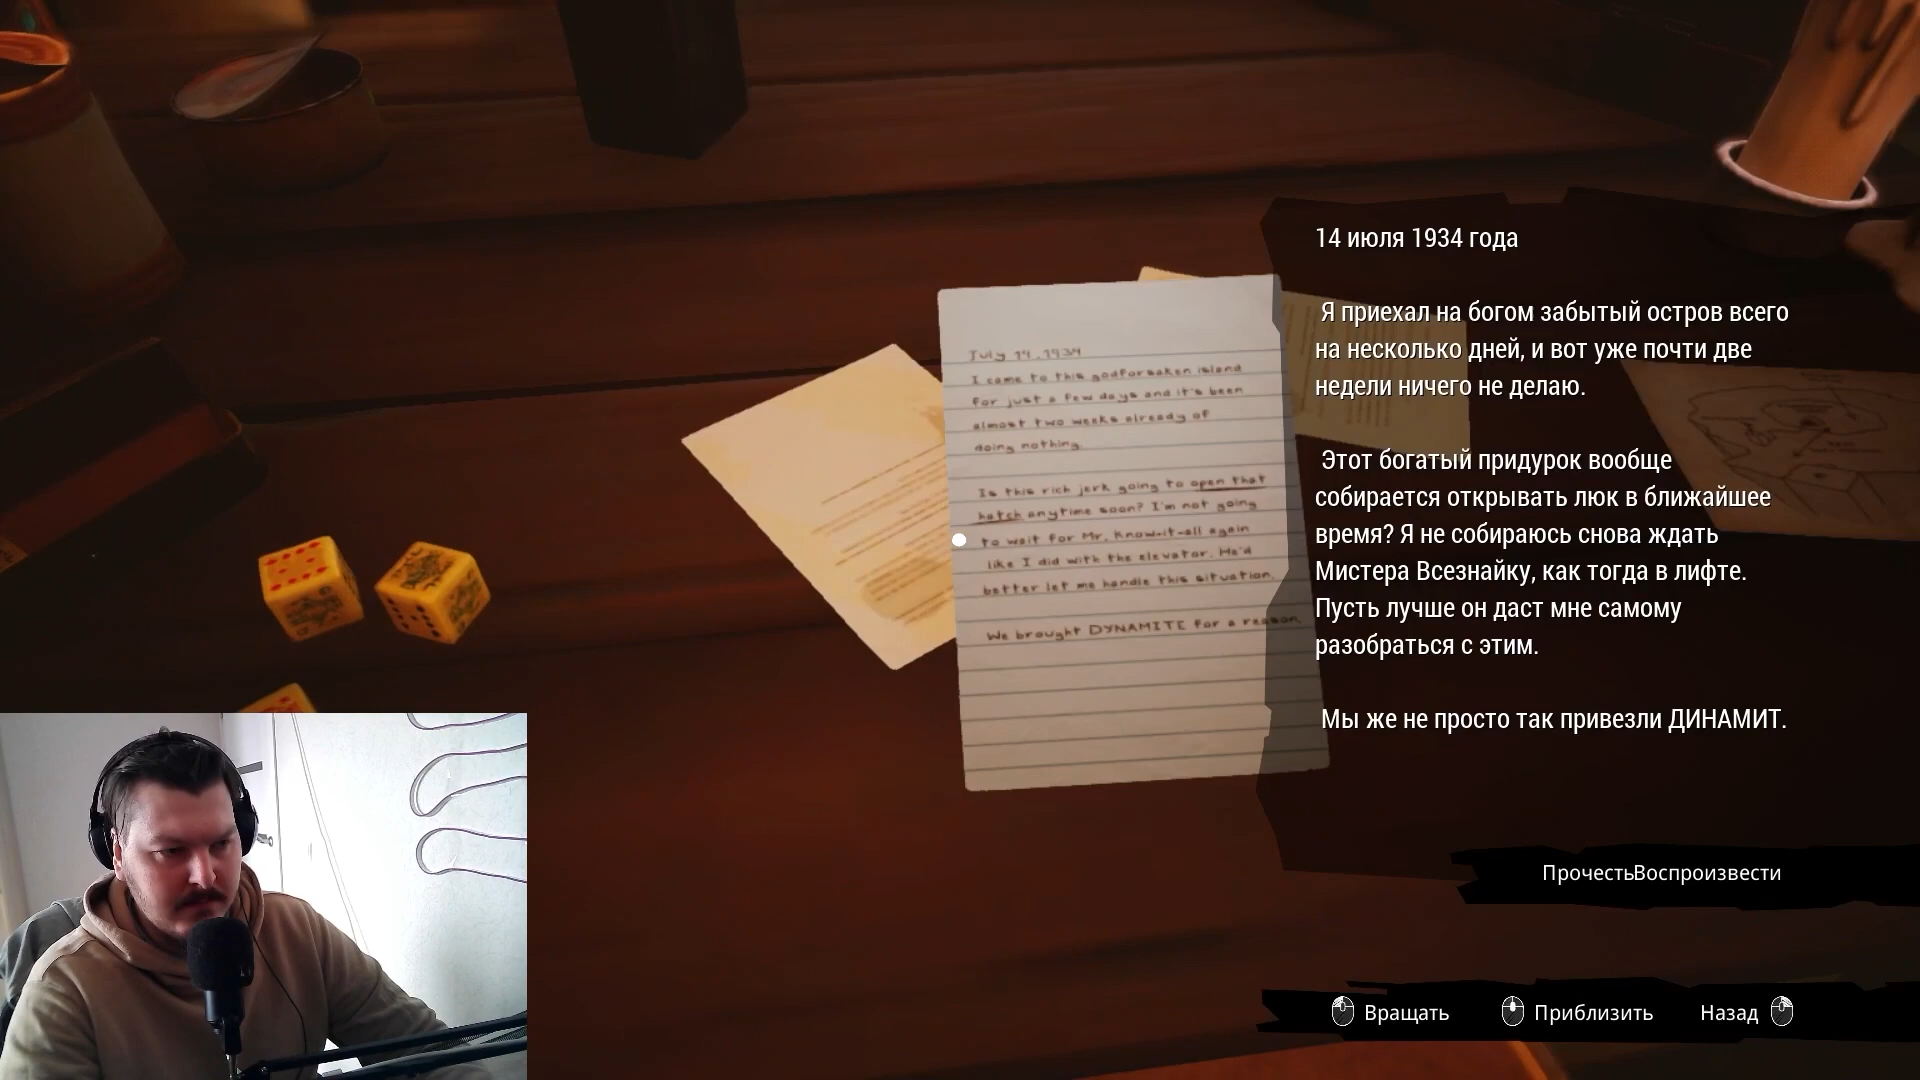 July 14, 1934
I came to this godforsaken island
for just a few days and it's been
almost two weeks already of
doing nothing.
Is this rich jerk going to open that
hatch anytime soon? I'm not going
to wait for Mr. Know-it-all again
like I did with the elevator. He'd
better let me handle this situation.
We brought DYNAMITE for a reason.
14 июля 1934 года
Я приехал на богом забытый остров всего
на несколько дней, и вот уже почти две
недели ничего не делаю.
Этот богатый придурок вообще
собирается открывать люк в ближайшее
время? Я не собираюсь снова ждать
Мистера Всезнайку, как тогда в лифте.
Пусть лучше он даст мне самому
разобраться с этим.
Мы же не просто так привезли ДИНАМИТ.
ПрочестьВоспроизвести
Вращать Приблизить Назад